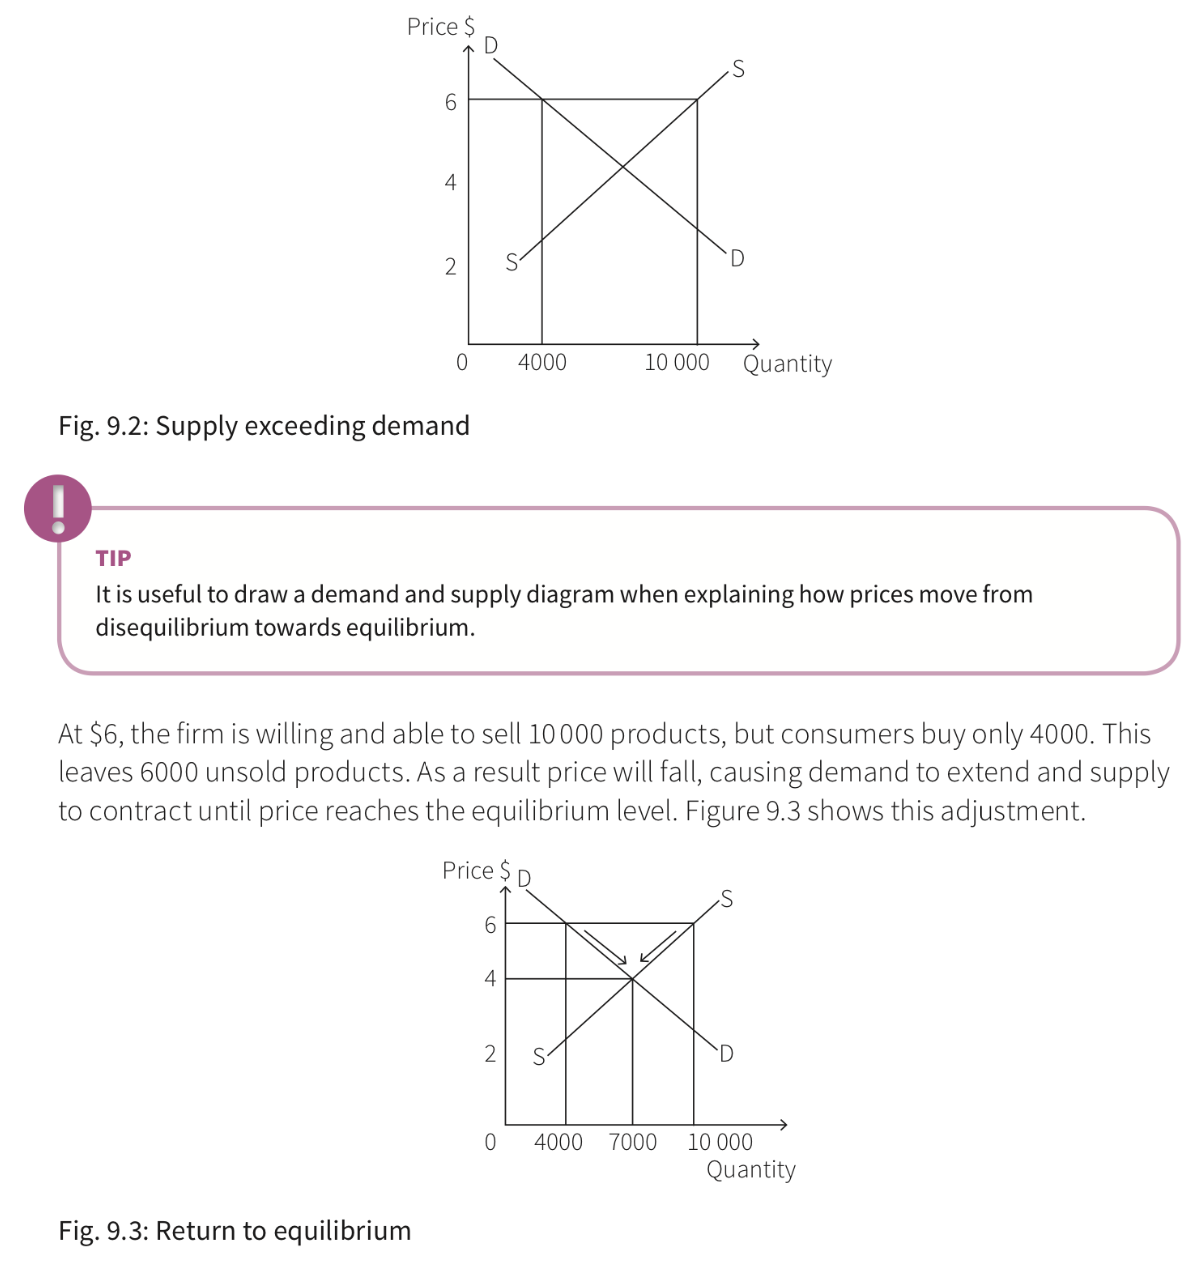 Price $
D
S
6
4
2
S
D
0
4000
10 000
Quantity
Fig. 9.2: Supply exceeding demand
!
TIP
It is useful to draw a demand and supply diagram when explaining how prices move from
disequilibrium towards equilibrium.
At $6, the firm is willing and able to sell 10 000 products, but consumers buy only 4000. This
leaves 6000 unsold products. As a result price will fall, causing demand to extend and supply
to contract until price reaches the equilibrium level. Figure 9.3 shows this adjustment.
Price $
D
S
6
4
2
S
D
0
4000
7000
10 000
Quantity
Fig. 9.3: Return to equilibrium